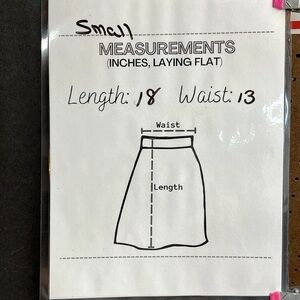 Small
MEASUREMENTS
(INCHES, LAYING FLAT)
Length: 18 Waist: 13
Waist
Length